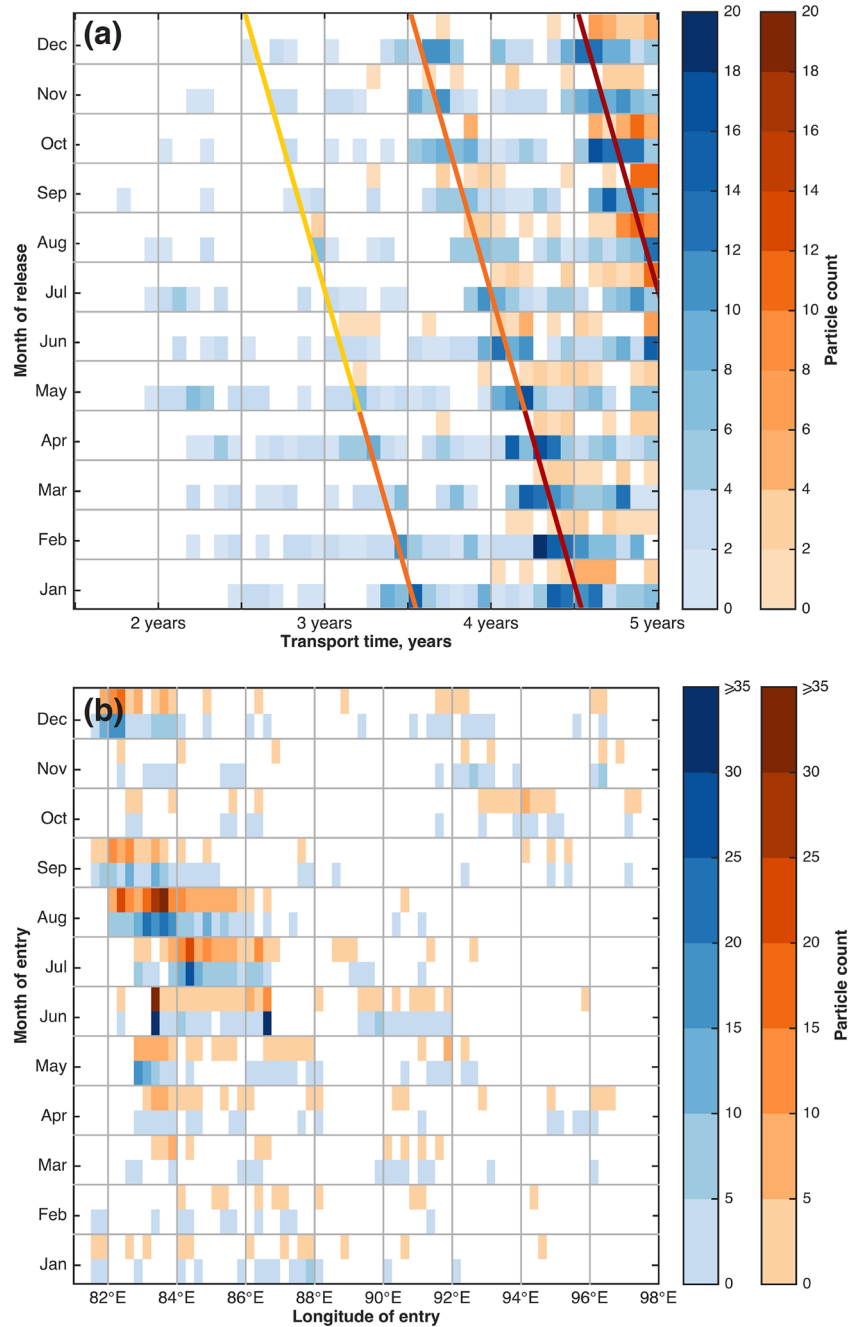 (a)
Month of release
Dec
Nov
Oct
Sep
Aug
Jul
Jun
May
Apr
Mar
Feb
Jan
2 years
3 years
4 years
5 years
Transport time, years
20
18
16
14
12
10
8
6
4
2
0
20
18
16
14
12
10
8
6
4
2
0
Particle count
(b)
Month of entry
Dec
Nov
Oct
Sep
Aug
Jul
Jun
May
Apr
Mar
Feb
Jan
82°E
84°E
86°E
88°E
90°E
92°E
94°E
96°E
98°E
Longitude of entry
⩾35
30
25
20
15
10
5
0
⩾35
30
25
20
15
10
5
0
Particle count